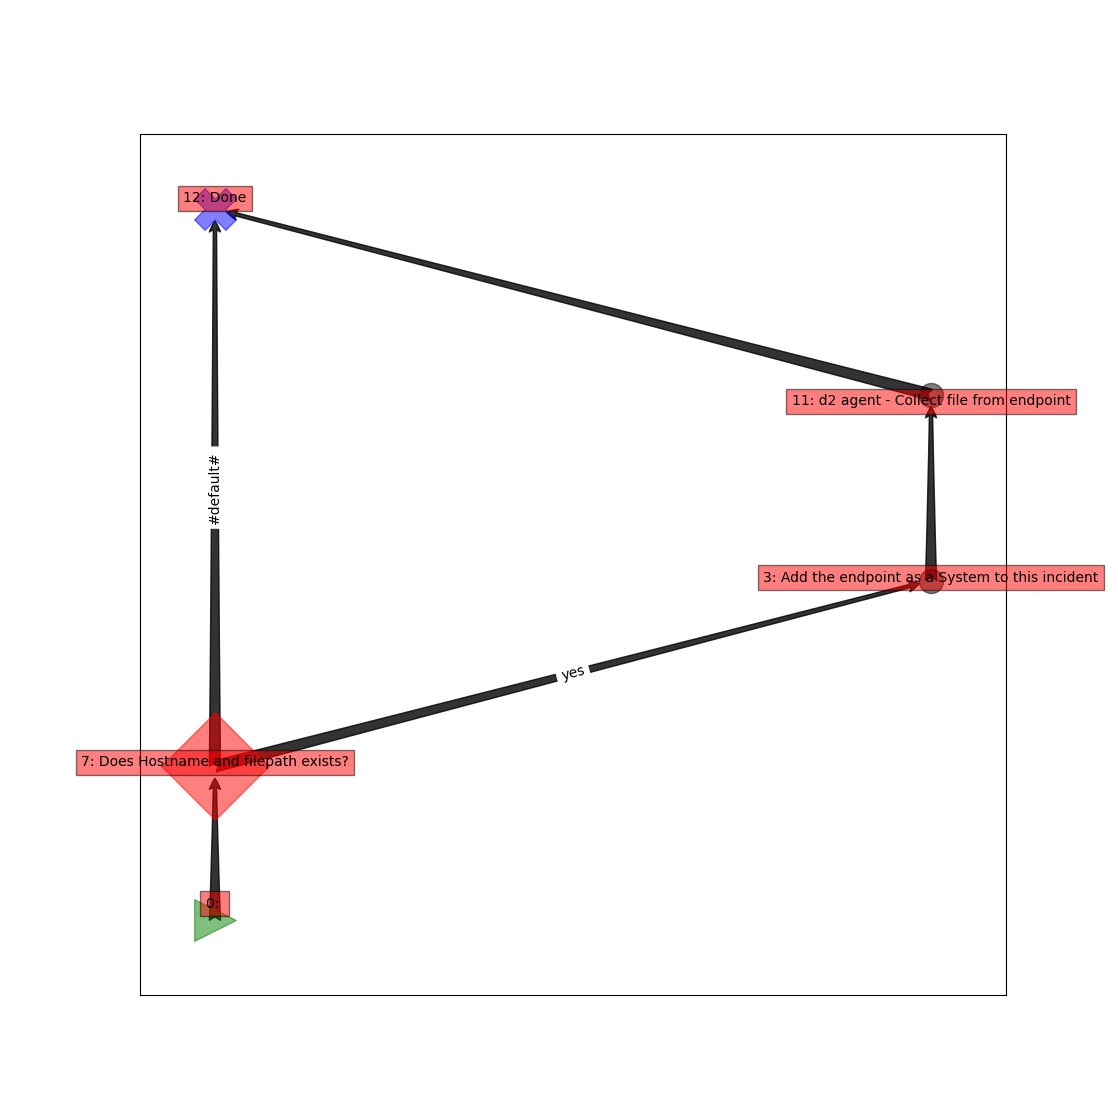 12: Done
11: d2 agent - Collect file from endpoint
#default#
3: Add the endpoint as a System to this incident
yes
7: Does Hostname and filepath exists?
0: